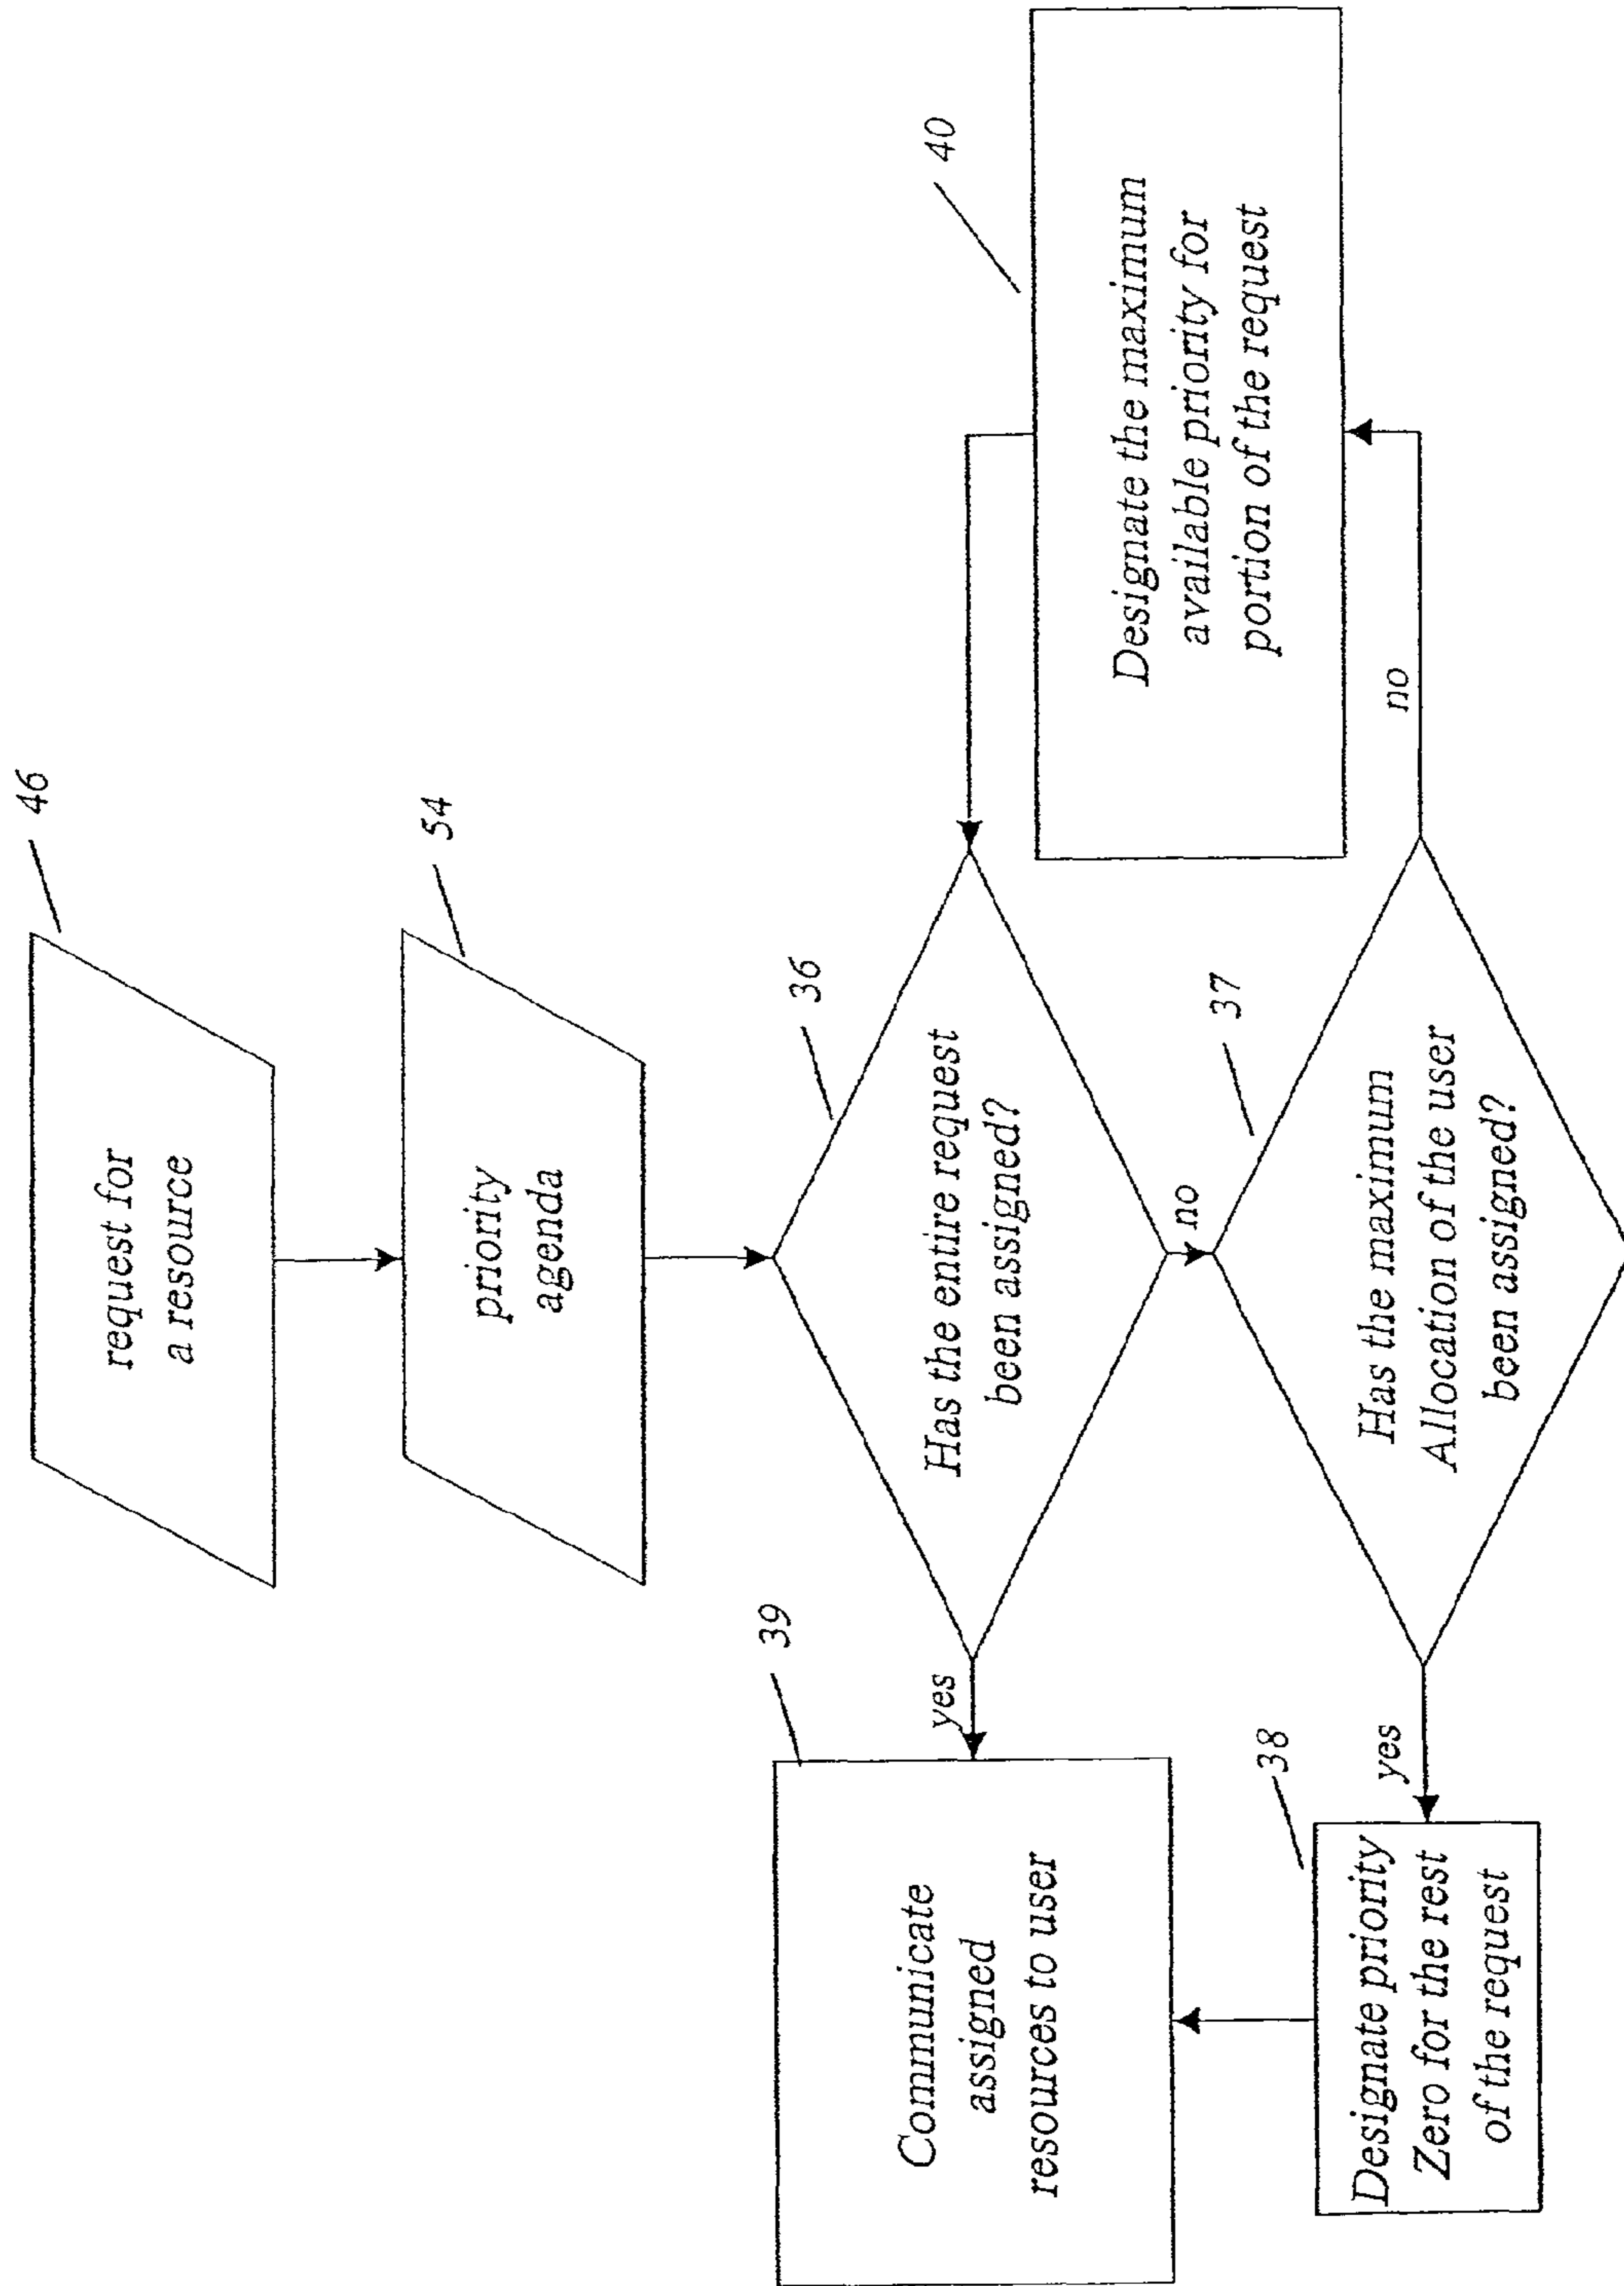 46
request for
a resource
54
priority
agenda
36
Has the entire request
been assigned?
yes
39
Communicate
assigned
resources to user
no
37
Has the maximum
Allocation of the user
been assigned?
yes
38
Designate priority
Zero for the rest
of the request
no
40
Designate the maximum
available priority for
portion of the request